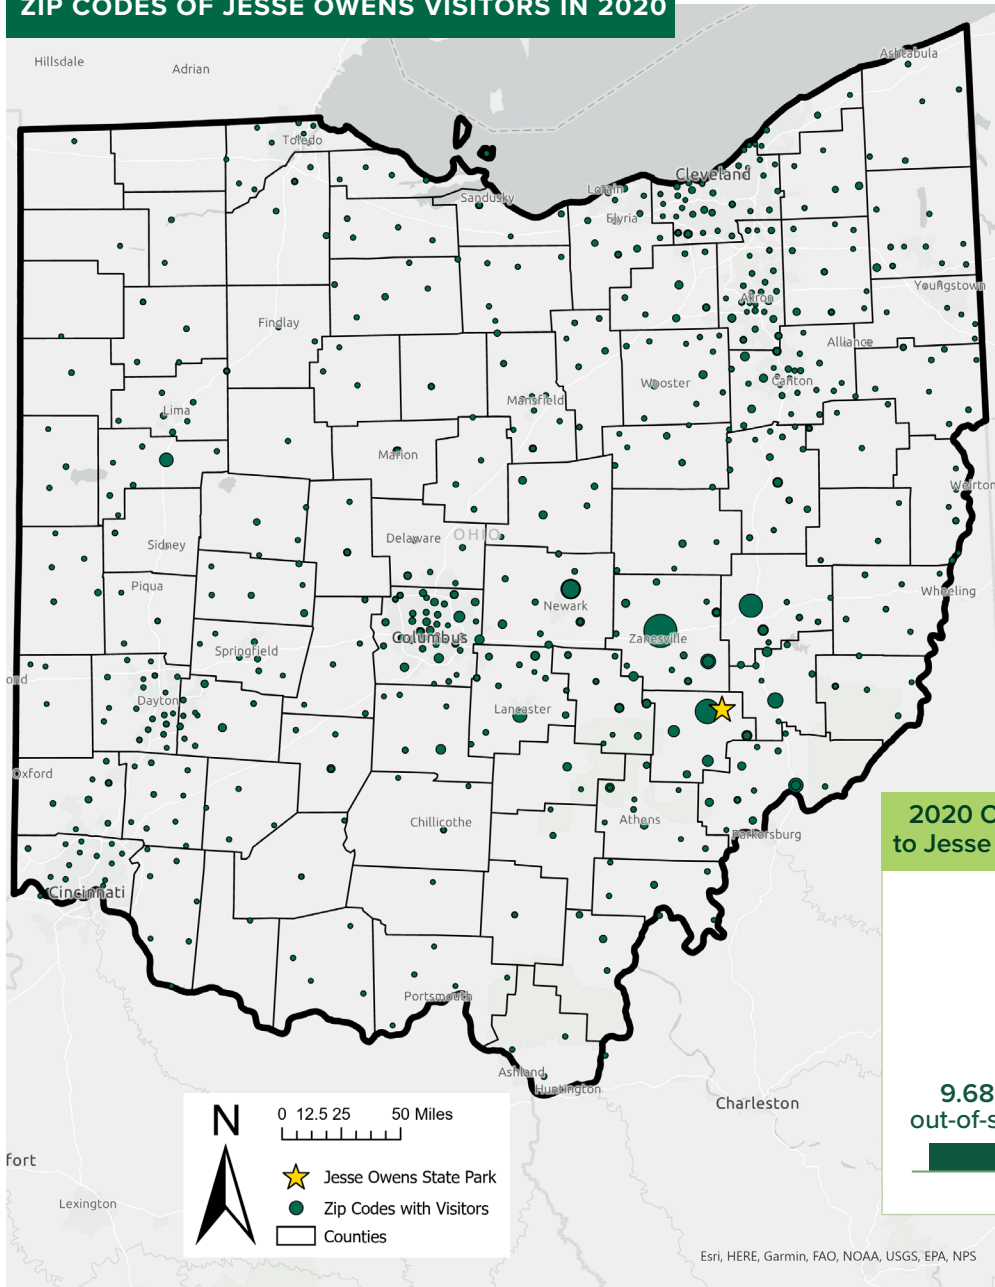 ZIP CODES OF JESSE OWENS VISITORS IN 2020
Hillsdale
Adrian
Ashtabula
Toledo
Cleveland
Sandusky
Lorain
Elyria
Youngstown
Akron
Findlay
Alliance
Wooster
Canton
Mansfield
Lima
Marion
Weirton
Delaware
OHIO
Sidney
Piqua
Newark
Wheeling
Columbus
Zanesville
Springfield
ond
Dayton
Lancaster
Oxford
Chillicothe
Athens
Parkersburg
Cincinnati
Portsmouth
Ashland
Huntington
Charleston
fort
Lexington
2020 O
to Jesse
9.68
out-of-s
N
0 12.5 25 50 Miles
Jesse Owens State Park
Zip Codes with Visitors
Counties
Esri, HERE, Garmin, FAO, NOAA, USGS, EPA, NPS